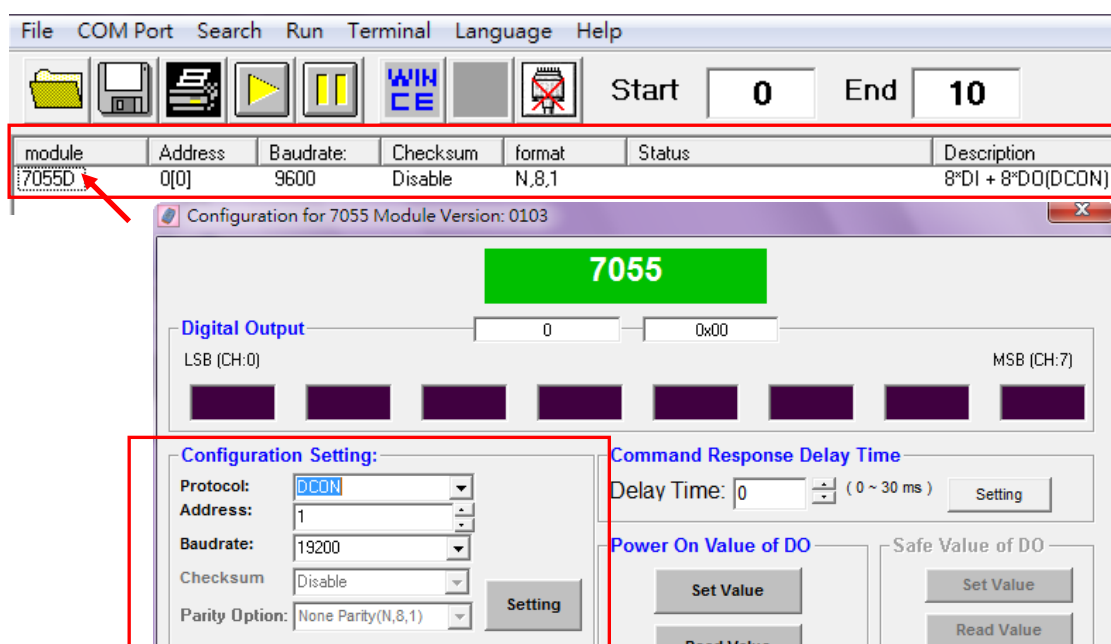 File COM Port Search Run Terminal Language Help
WIN CE Start 0 End 10
module Address Baudrate: Checksum format Status Description
7055D 0[0] 9600 Disable N,8,1 8*DI + 8*DO(DCON)
Configuration for 7055 Module Version: 0103 x
7055
Digital Output 0 0x00
LSB (CH:0) MSB (CH:7)
Configuration Setting: Command Response Delay Time
Protocol: DCON Delay Time: 0 ( 0 ~ 30 ms ) Setting
Address: 1
Baudrate: 19200 Power On Value of DO Safe Value of DO
Checksum Disable Set Value Set Value
Parity Option: None Parity(N,8,1) Setting
Read Value Read Value